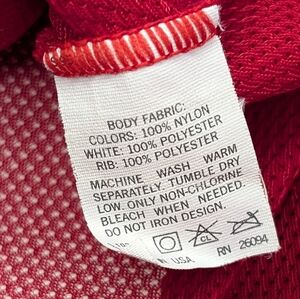 BODY FABRIC:
COLORS: 100% NYLON
WHITE: 100% POLYESTER
RIB: 100% POLYESTER
MACHINE WASH WARM
SEPARATELY. TUMBLE DRY
LOW. ONLY NON-CHLORINE
BLEACH WHEN NEEDED.
DO NOT IRON DESIGN.
CL
U.S.A. RN 26094